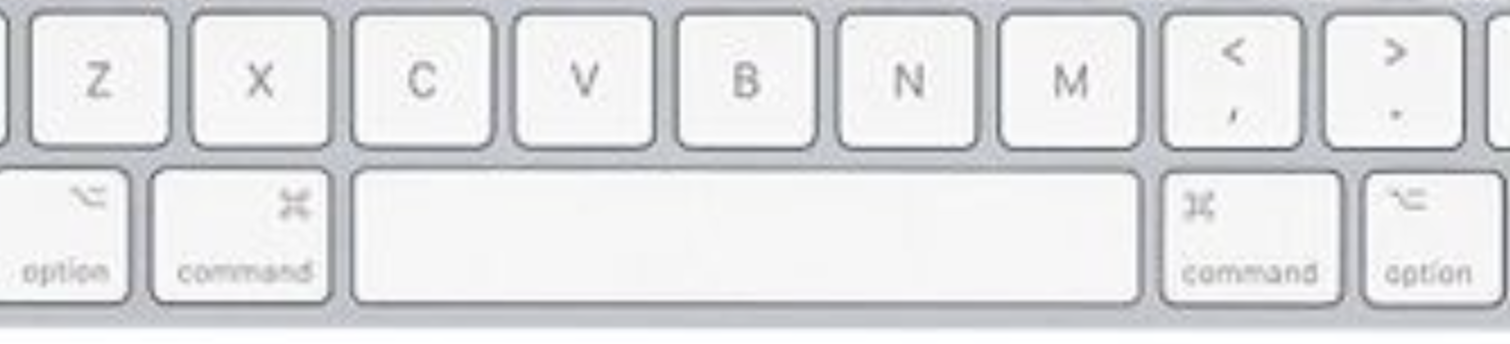 Z X C V B N M < >
, .
⌥ ⌘ ⌘ ⌥
option command command option